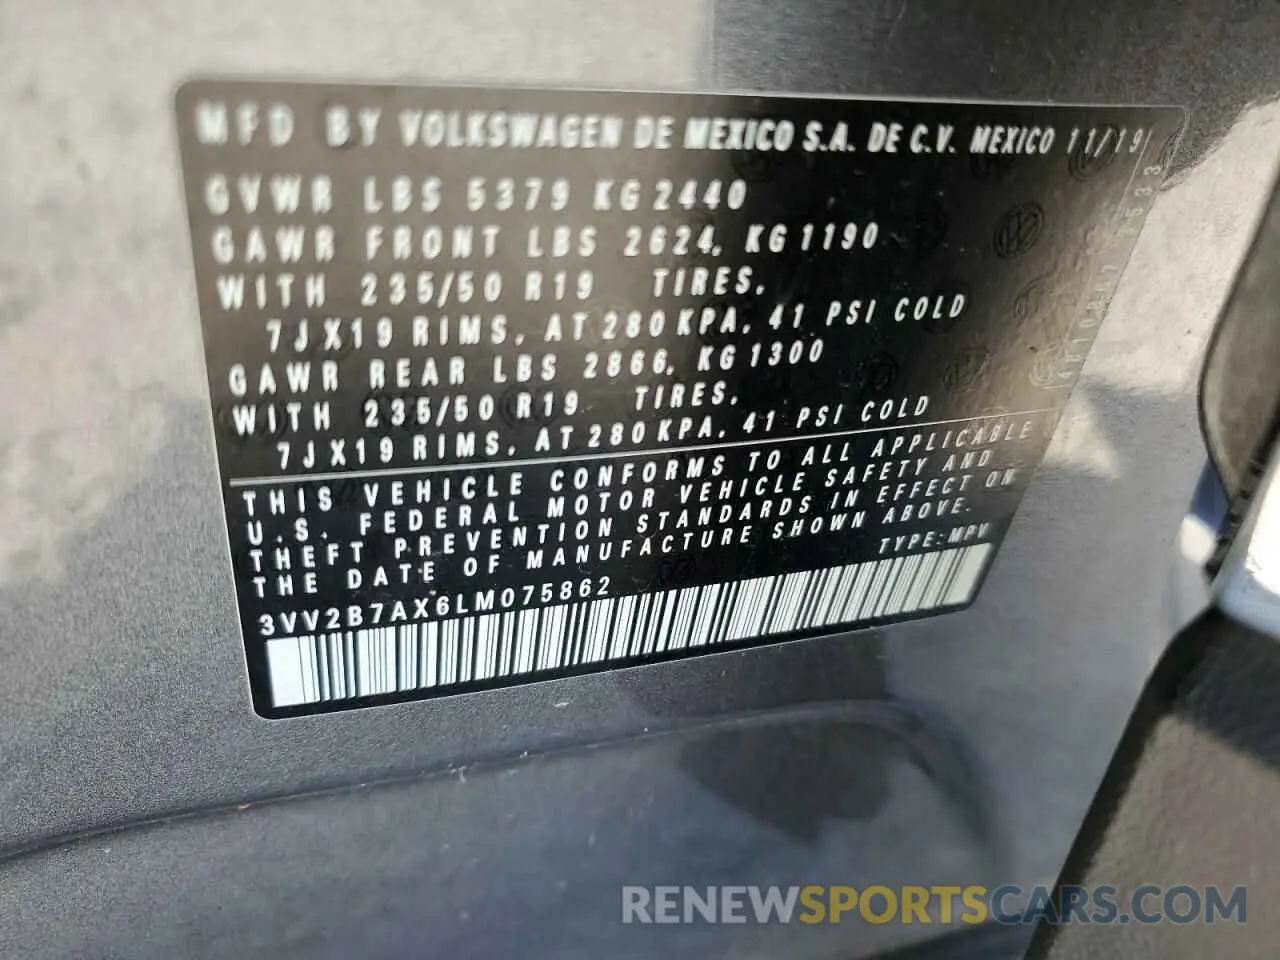 MFD BY VOLKSWAGEN DE MEXICO S.A. DE C.V. MEXICO 11/19
GVWR LBS 5379 KG 2440
GAWR FRONT LBS 2624, KG 1190
WITH 235/50 R19 TIRES.
7JX19 RIMS, AT 280 KPA, 41 PSI COLD
GAWR REAR LBS 2866, KG 1300
WITH 235/50 R19 TIRES.
7JX19 RIMS, AT 280 KPA, 41 PSI COLD
THIS VEHICLE CONFORMS TO ALL APPLICABLE
U.S. FEDERAL MOTOR VEHICLE SAFETY AND
THEFT PREVENTION STANDARDS IN EFFECT ON
THE DATE OF MANUFACTURE SHOWN ABOVE.
3VV2B7AX6LM075862 TYPE: MPV
RENEWSPORTSCARS.COM